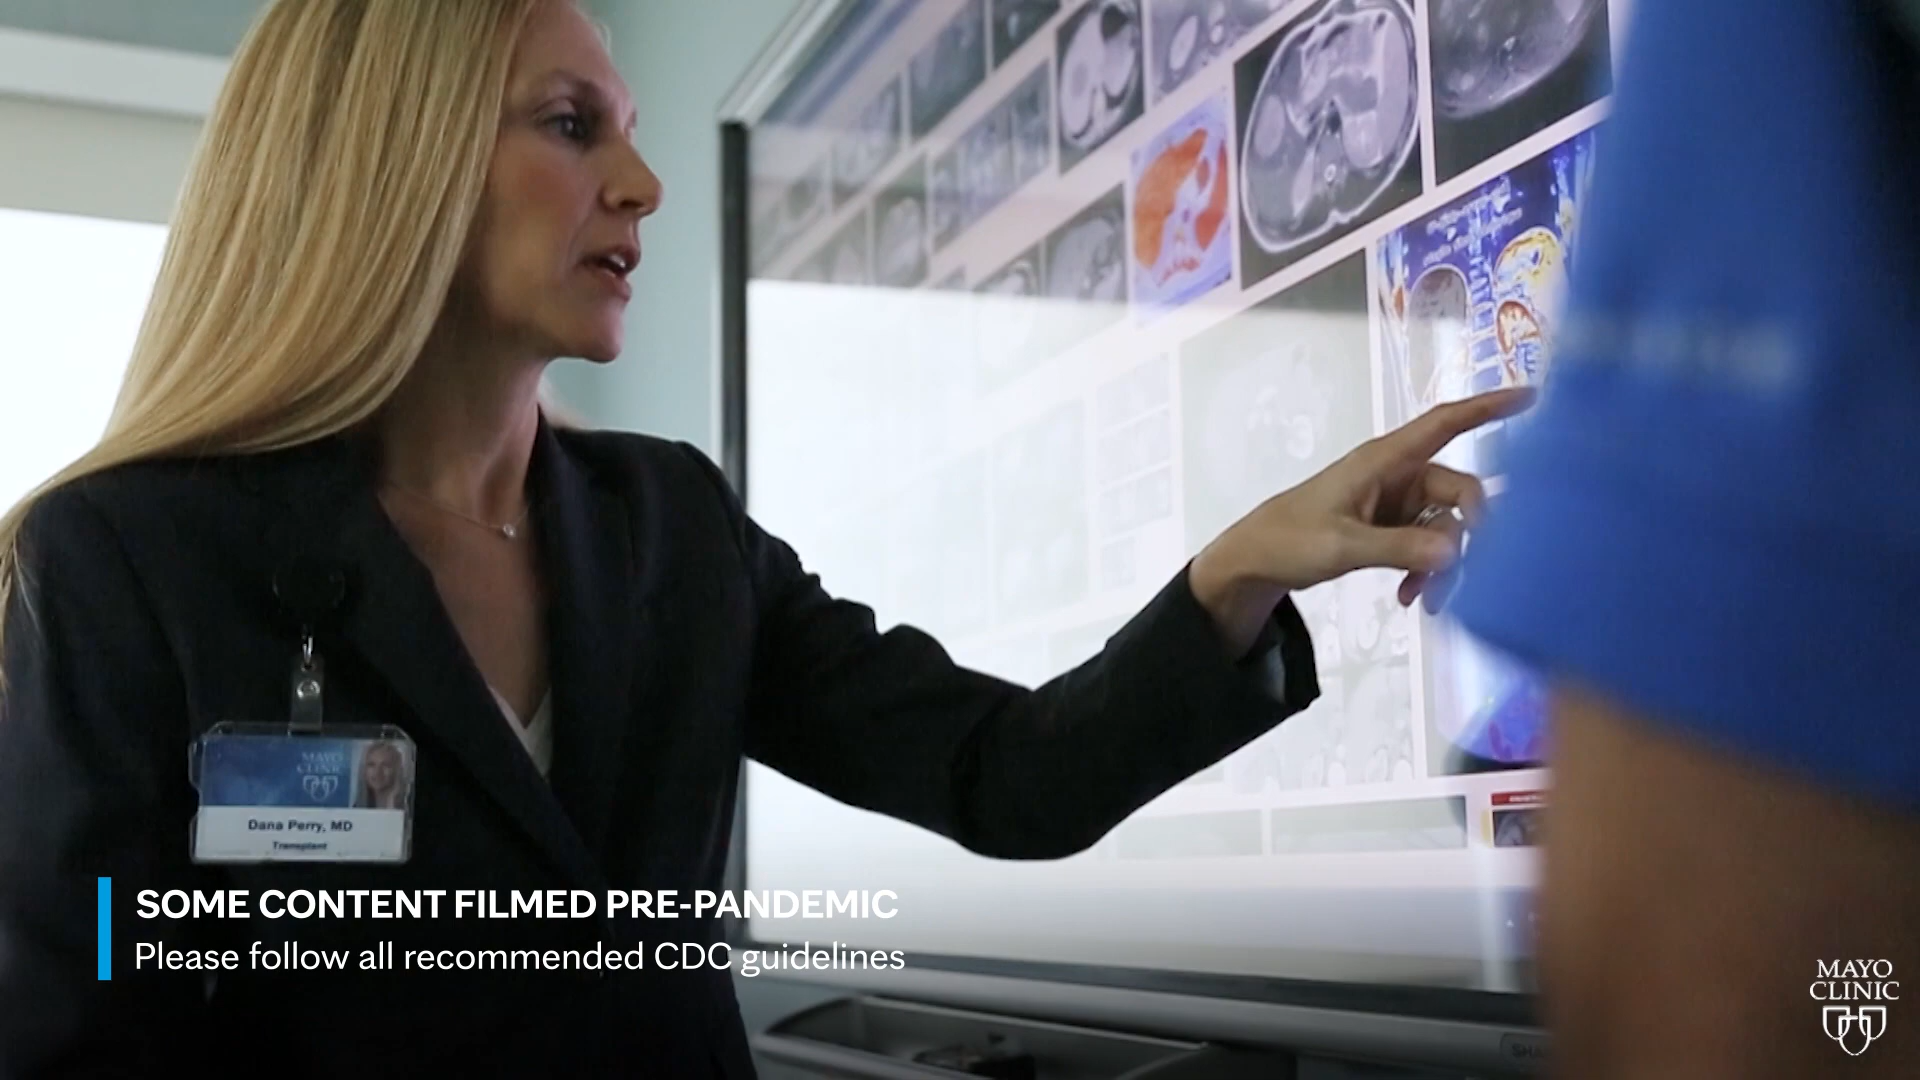 MAYO
CLINIC
Dana Perry, MD
Transplant
SOME CONTENT FILMED PRE-PANDEMIC
Please follow all recommended CDC guidelines
MAYO
CLINIC